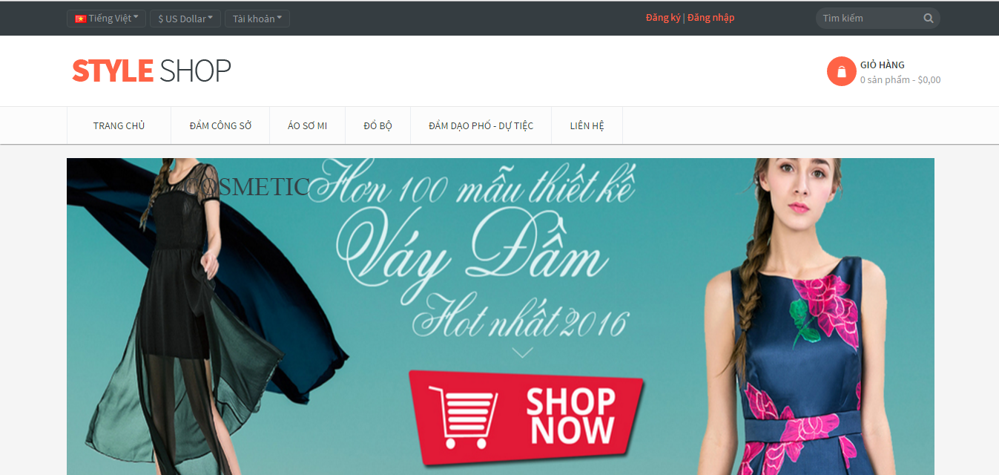 Tiếng Việt $ US Dollar Tài khoản Đăng ký | Đăng nhập Tìm kiếm
STYLE SHOP
GIỎ HÀNG
0 sản phẩm - $0,00
TRANG CHỦ ĐẦM CÔNG SỞ ÁO SƠ MI ĐỒ BỘ ĐẦM DẠO PHỐ - DỰ TIỆC LIÊN HỆ
COSMETIC
Hơn 100 mẫu thiết kế
Váy Đầm
Hot nhất 2016
SHOP
NOW